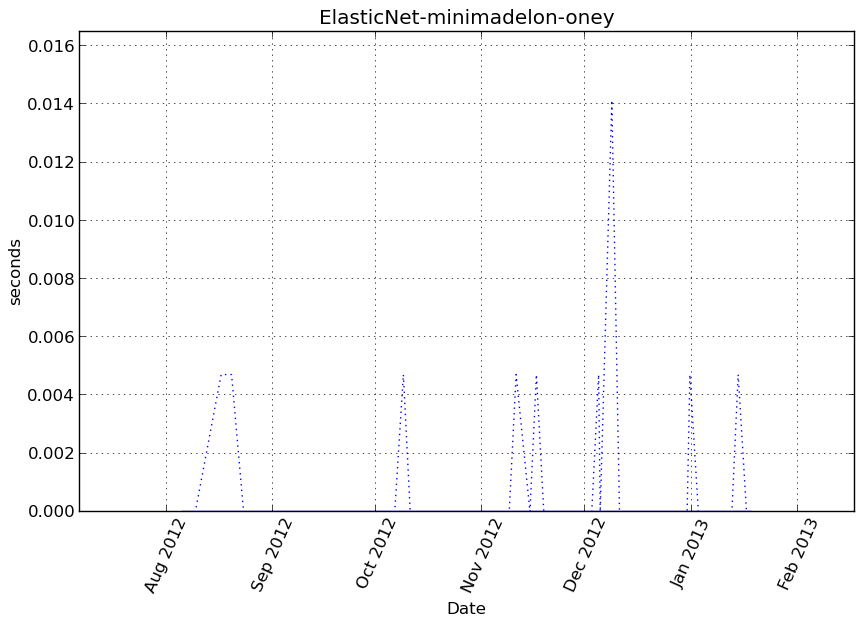 ElasticNet-minimadelon-oney
0.016
0.014
0.012
0.010
0.008
0.006
0.004
0.002
0.000
seconds
Aug 2012
Sep 2012
Oct 2012
Nov 2012
Dec 2012
Jan 2013
Feb 2013
Date